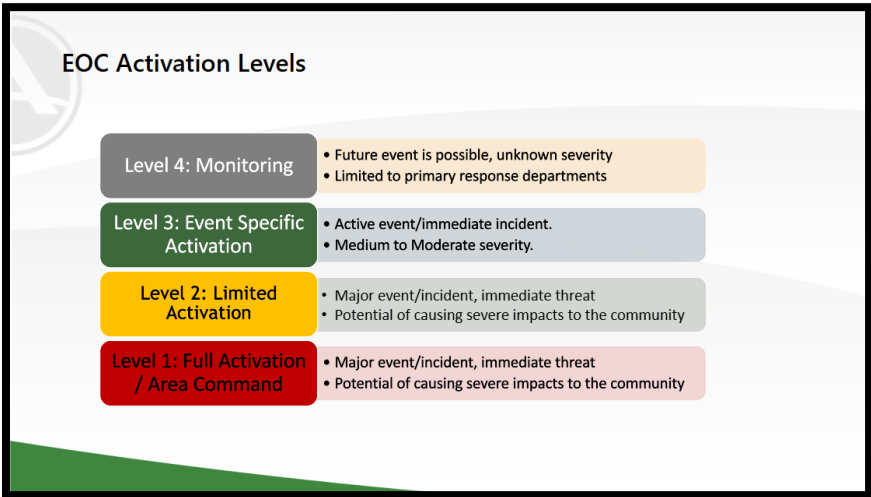 EOC Activation Levels
Level 4: Monitoring
• Future event is possible, unknown severity
• Limited to primary response departments
Level 3: Event Specific
Activation
• Active event/immediate incident.
• Medium to Moderate severity.
Level 2: Limited
Activation
• Major event/incident, immediate threat
• Potential of causing severe impacts to the community
Level 1: Full Activation
/ Area Command
• Major event/incident, immediate threat
• Potential of causing severe impacts to the community